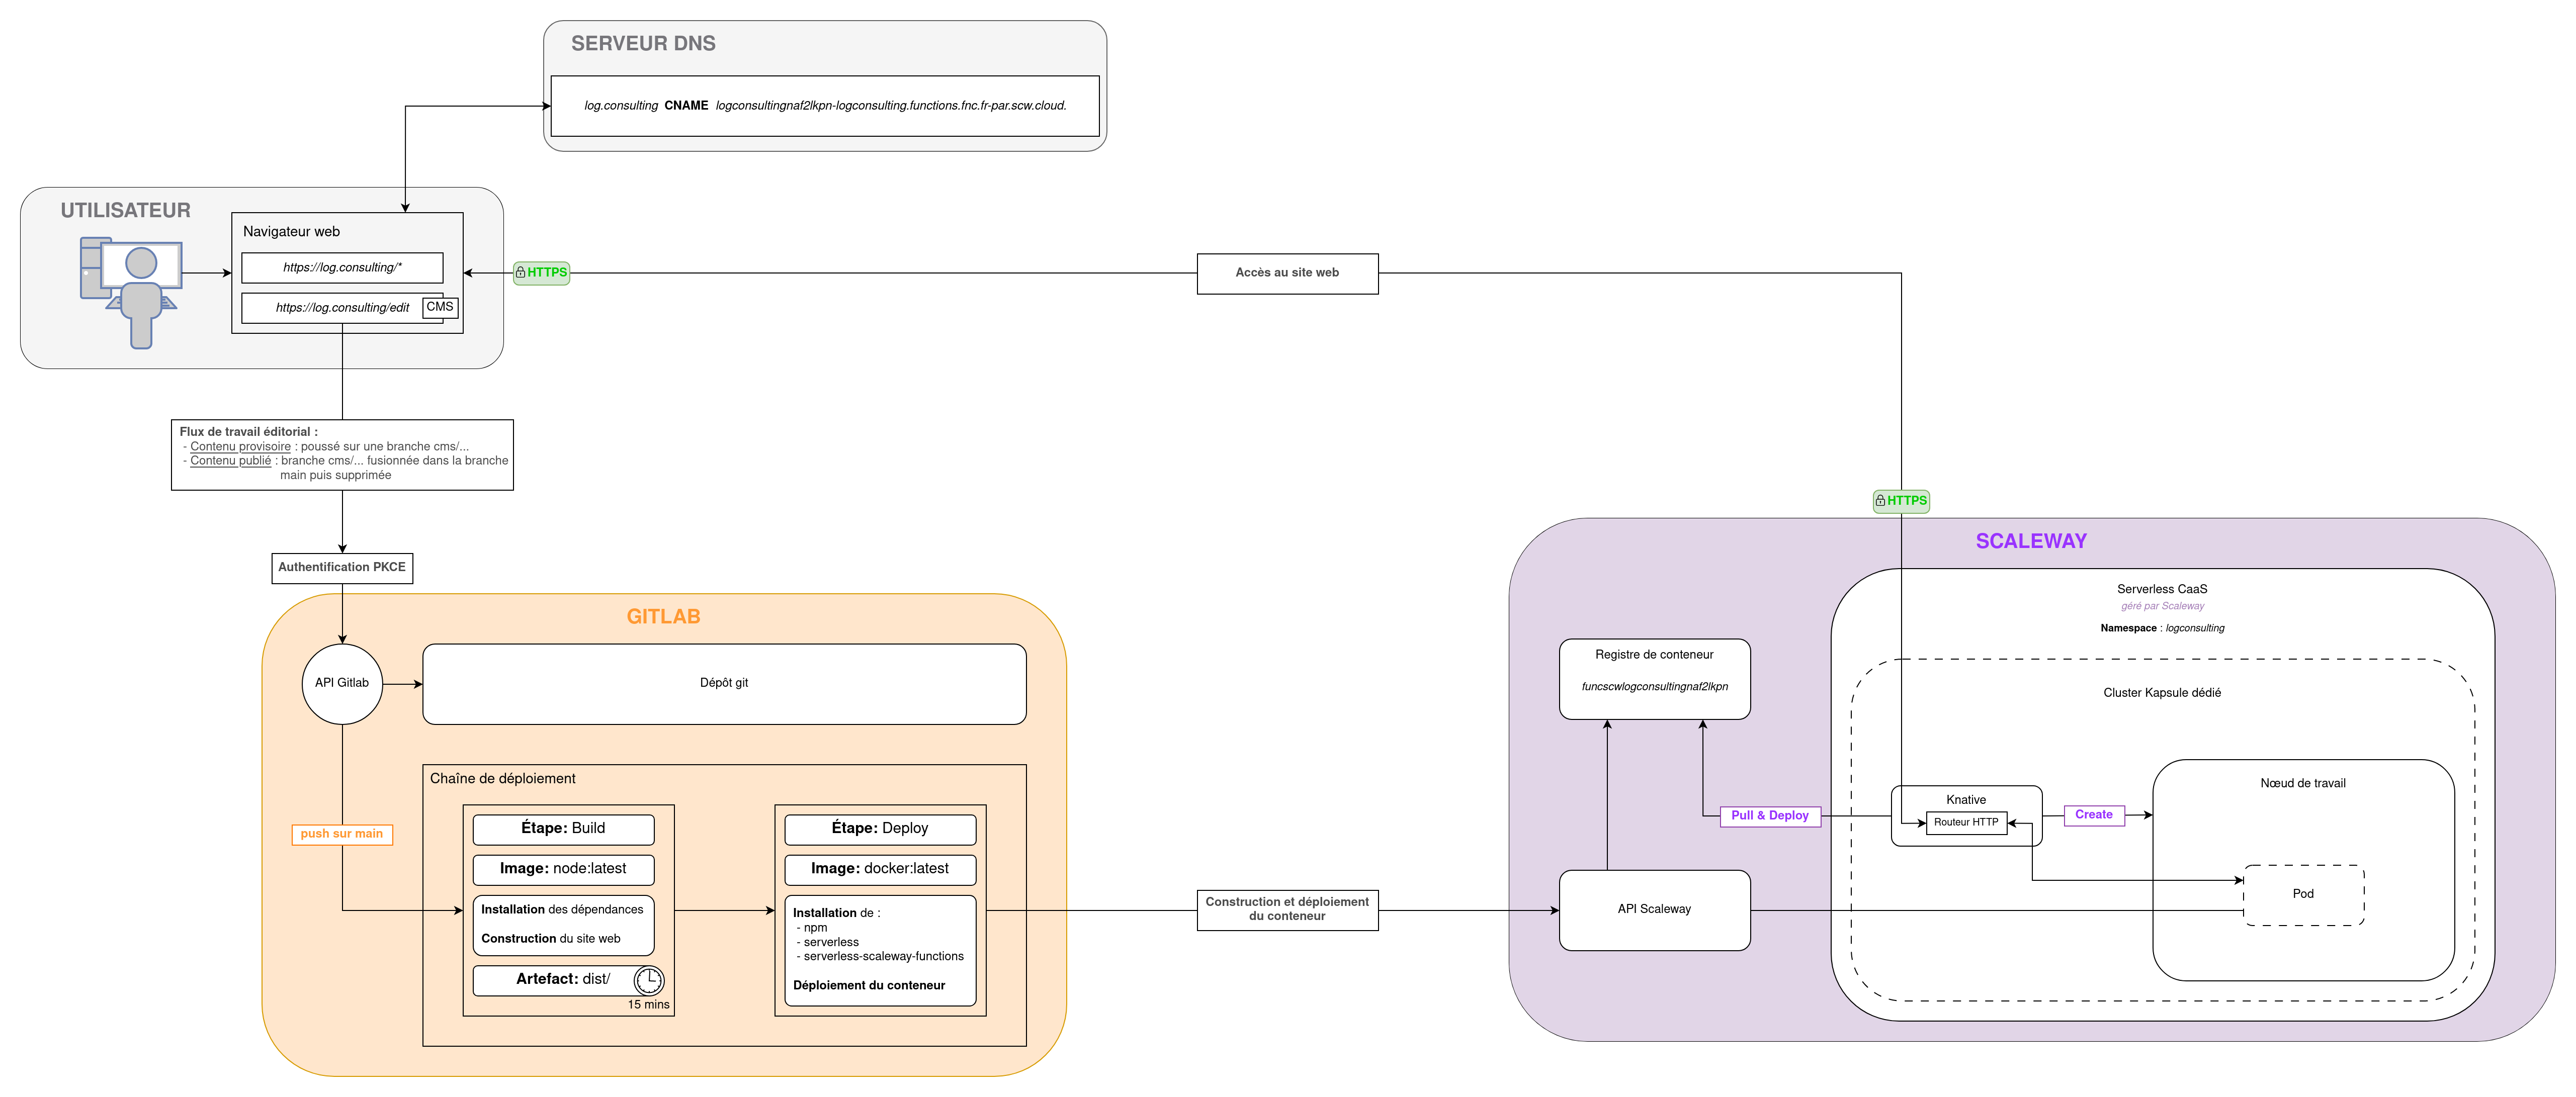 SERVEUR DNS
log.consulting CNAME logconsultingnaf2lkpn-logconsulting.functions.fnc.fr-par.scw.cloud.
UTILISATEUR
Navigateur web
https://log.consulting/*
https://log.consulting/edit
CMS
HTTPS
Accès au site web
Flux de travail éditorial :
- Contenu provisoire : poussé sur une branche cms/...
- Contenu publié : branche cms/... fusionnée dans la branche
main puis supprimée
Authentification PKCE
GITLAB
API Gitlab
Dépôt git
push sur main
Chaîne de déploiement
Étape: Build
Image: node:latest
Installation des dépendances
Construction du site web
Artefact: dist/
15 mins
Étape: Deploy
Image: docker:latest
Installation de :
- npm
- serverless
- serverless-scaleway-functions
Déploiement du conteneur
Construction et déploiement
du conteneur
HTTPS
SCALEWAY
Registre de conteneur
funcscwlogconsultingnaf2lkpn
API Scaleway
Pull & Deploy
Serverless CaaS
géré par Scaleway
Namespace : logconsulting
Cluster Kapsule dédié
Knative
Routeur HTTP
Create
Nœud de travail
Pod